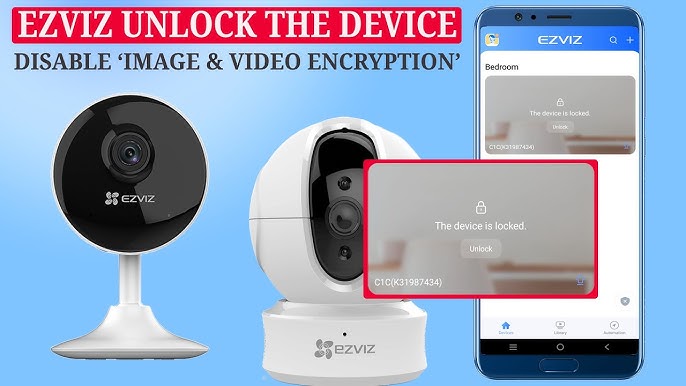 EZVIZ UNLOCK THE DEVICE
DISABLE ‘IMAGE & VIDEO ENCRYPTION’
EZVIZ
Bedroom
The device is locked.
Unlock
C1C(K31987434)
EZVIZ
The device is locked.
Unlock
C1C(K31987434)
EZVIZ
Devices
Library
Automation